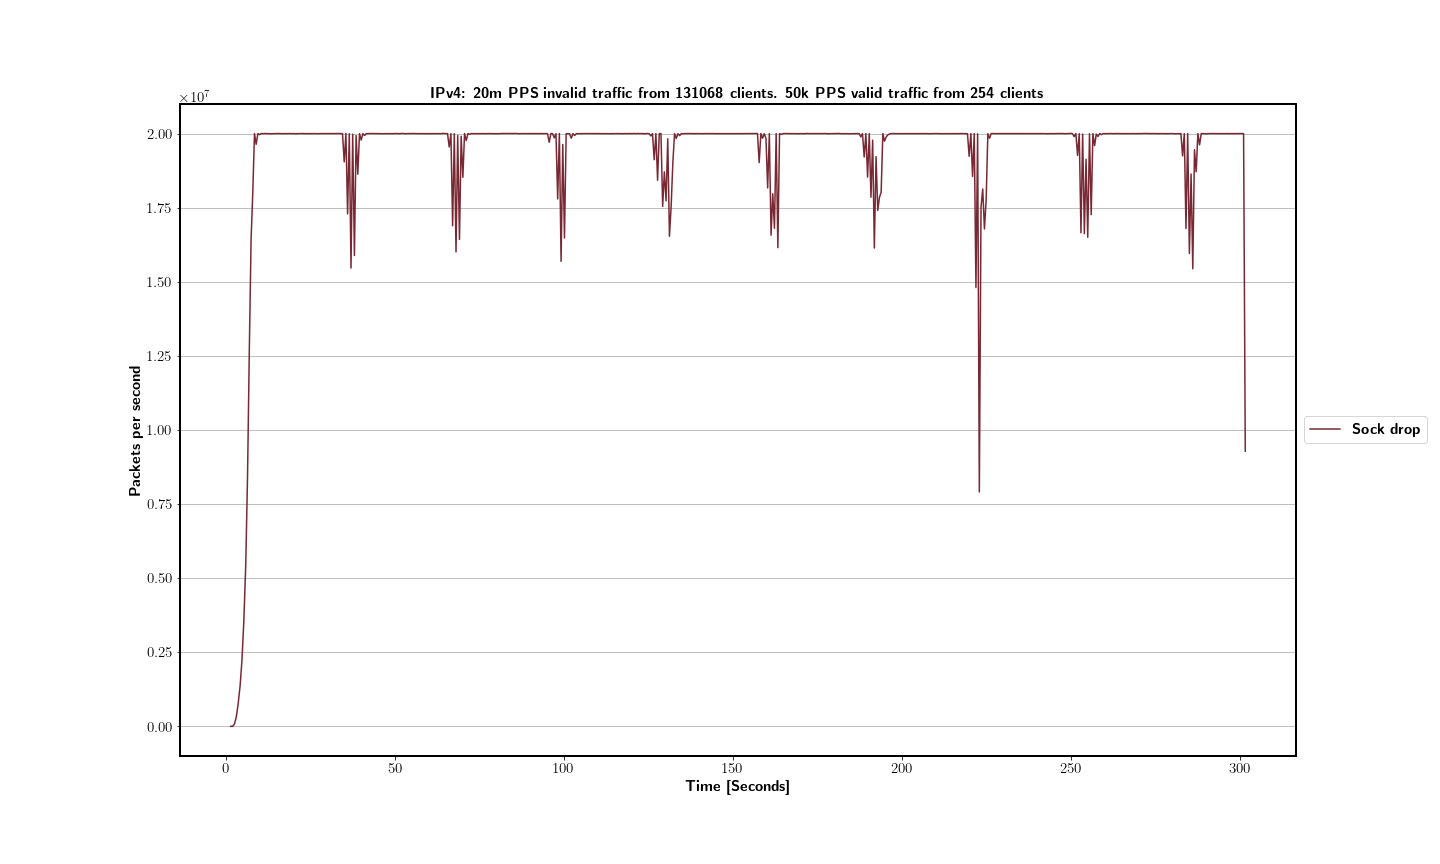 IPv4: 20m PPS invalid traffic from 131068 clients. 50k PPS valid traffic from 254 clients
×10⁷
2.00
1.75
1.50
1.25
1.00
0.75
0.50
0.25
0.00
Packets per second
Sock drop
0 50 100 150 200 250 300
Time [Seconds]